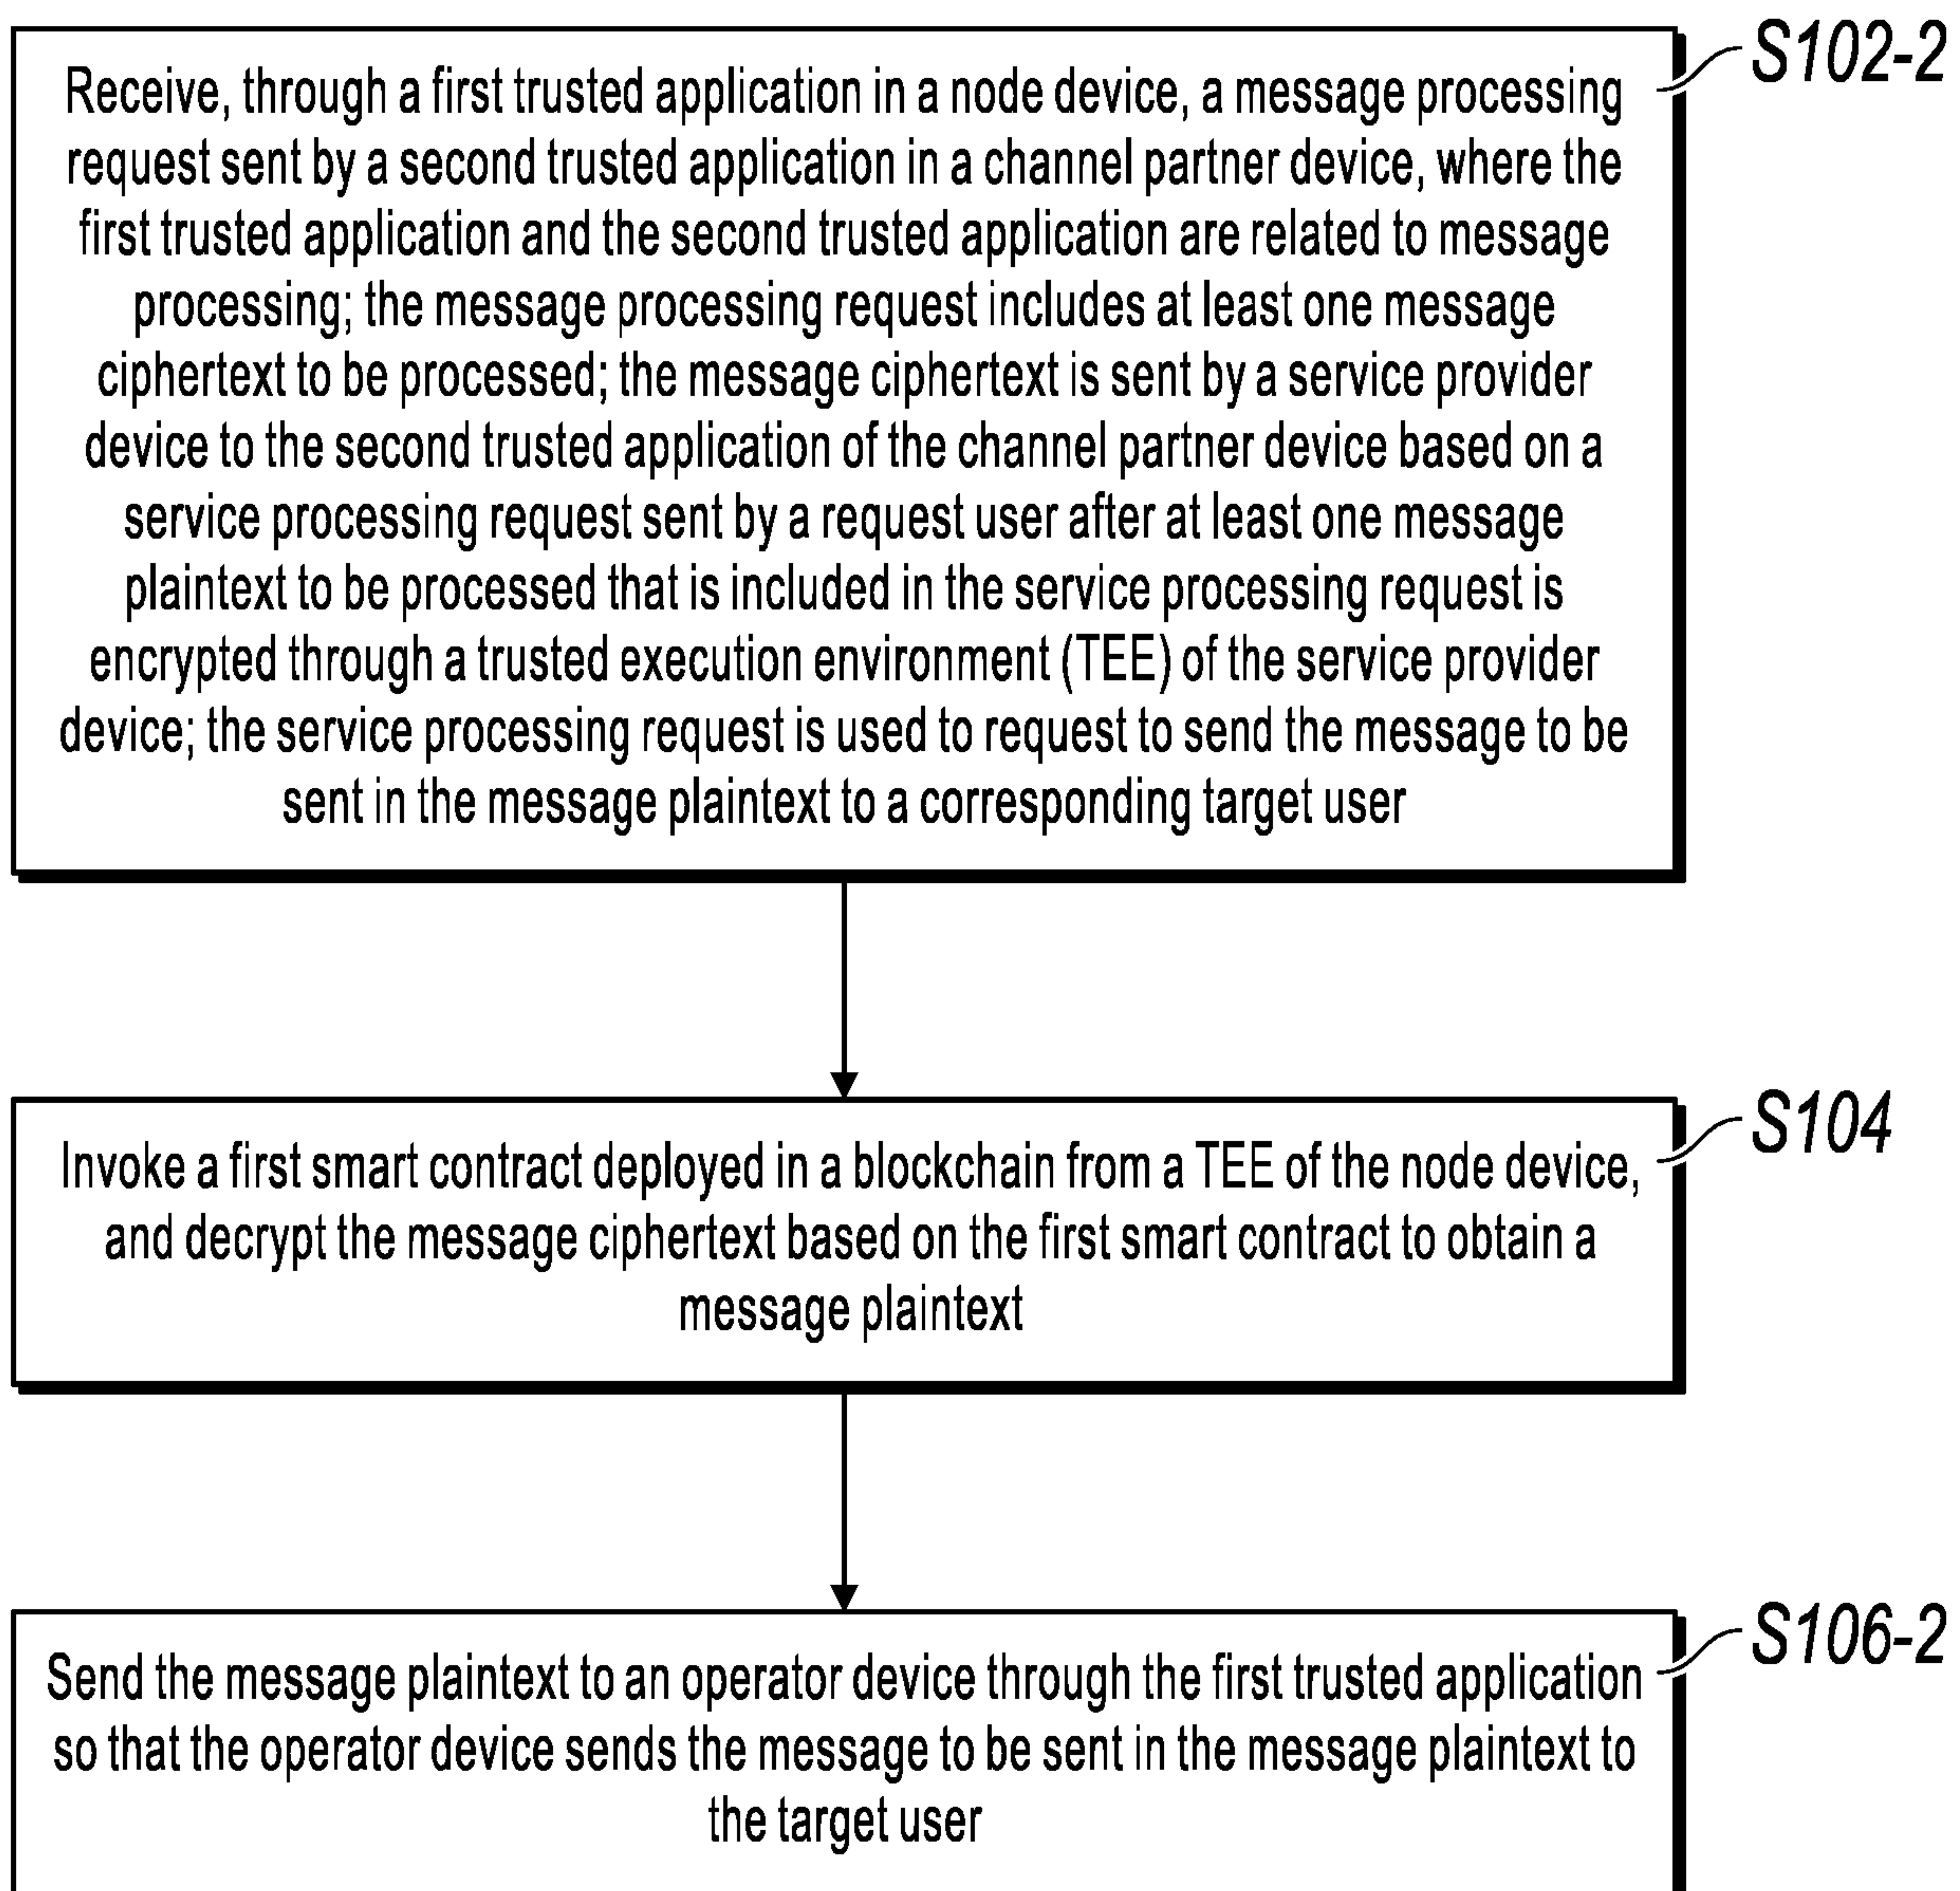 S102-2
Receive, through a first trusted application in a node device, a message processing
request sent by a second trusted application in a channel partner device, where the
first trusted application and the second trusted application are related to message
processing; the message processing request includes at least one message
ciphertext to be processed; the message ciphertext is sent by a service provider
device to the second trusted application of the channel partner device based on a
service processing request sent by a request user after at least one message
plaintext to be processed that is included in the service processing request is
encrypted through a trusted execution environment (TEE) of the service provider
device; the service processing request is used to request to send the message to be
sent in the message plaintext to a corresponding target user
S104
Invoke a first smart contract deployed in a blockchain from a TEE of the node device,
and decrypt the message ciphertext based on the first smart contract to obtain a
message plaintext
S106-2
Send the message plaintext to an operator device through the first trusted application
so that the operator device sends the message to be sent in the message plaintext to
the target user